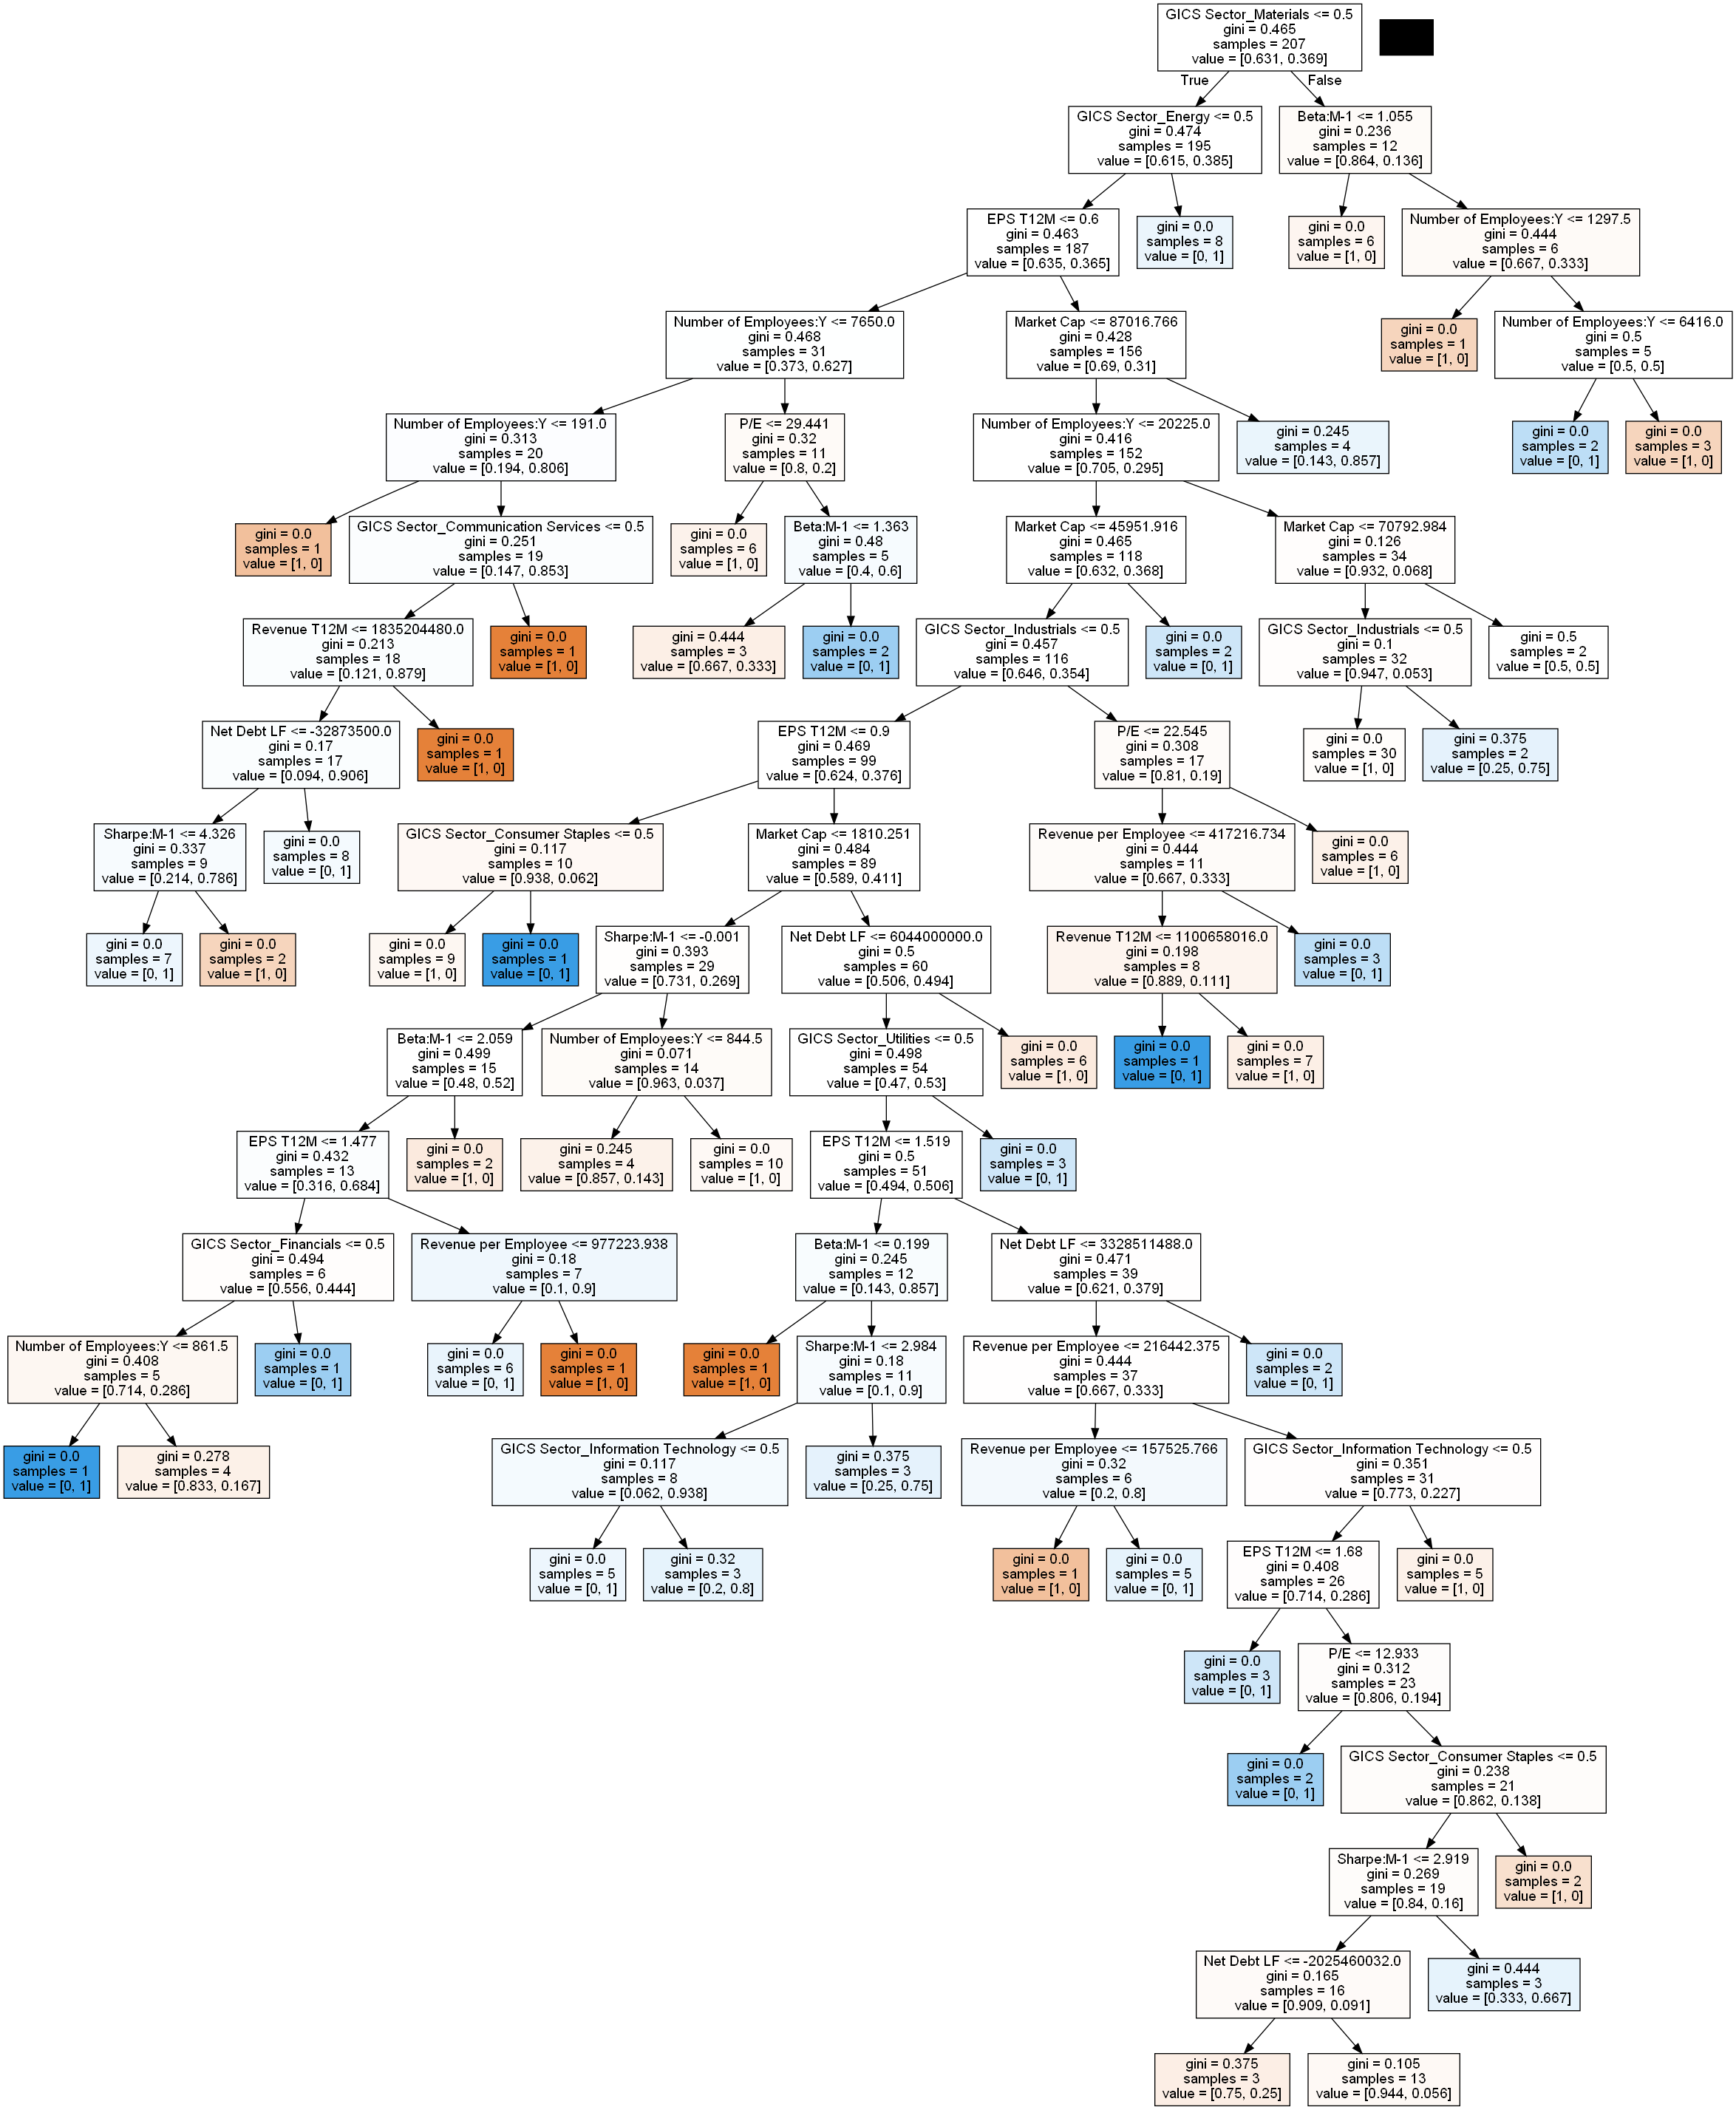 GICS Sector_Materials <= 0.5
gini = 0.465
samples = 207
value = [0.631, 0.369]
True
False
GICS Sector_Energy <= 0.5
gini = 0.474
samples = 195
value = [0.615, 0.385]
Beta:M-1 <= 1.055
gini = 0.236
samples = 12
value = [0.864, 0.136]
EPS T12M <= 0.6
gini = 0.463
samples = 187
value = [0.635, 0.365]
gini = 0.0
samples = 8
value = [0, 1]
gini = 0.0
samples = 6
value = [1, 0]
Number of Employees:Y <= 1297.5
gini = 0.444
samples = 6
value = [0.667, 0.333]
Number of Employees:Y <= 7650.0
gini = 0.468
samples = 31
value = [0.373, 0.627]
Market Cap <= 87016.766
gini = 0.428
samples = 156
value = [0.69, 0.31]
gini = 0.0
samples = 1
value = [1, 0]
Number of Employees:Y <= 6416.0
gini = 0.5
samples = 5
value = [0.5, 0.5]
Number of Employees:Y <= 191.0
gini = 0.313
samples = 20
value = [0.194, 0.806]
P/E <= 29.441
gini = 0.32
samples = 11
value = [0.8, 0.2]
Number of Employees:Y <= 20225.0
gini = 0.416
samples = 152
value = [0.705, 0.295]
gini = 0.245
samples = 4
value = [0.143, 0.857]
gini = 0.0
samples = 2
value = [0, 1]
gini = 0.0
samples = 3
value = [1, 0]
gini = 0.0
samples = 1
value = [1, 0]
GICS Sector_Communication Services <= 0.5
gini = 0.251
samples = 19
value = [0.147, 0.853]
gini = 0.0
samples = 6
value = [1, 0]
Beta:M-1 <= 1.363
gini = 0.48
samples = 5
value = [0.4, 0.6]
Market Cap <= 45951.916
gini = 0.465
samples = 118
value = [0.632, 0.368]
Market Cap <= 70792.984
gini = 0.126
samples = 34
value = [0.932, 0.068]
Revenue T12M <= 1835204480.0
gini = 0.213
samples = 18
value = [0.121, 0.879]
gini = 0.0
samples = 1
value = [1, 0]
gini = 0.444
samples = 3
value = [0.667, 0.333]
gini = 0.0
samples = 2
value = [0, 1]
GICS Sector_Industrials <= 0.5
gini = 0.457
samples = 116
value = [0.646, 0.354]
gini = 0.0
samples = 2
value = [0, 1]
GICS Sector_Industrials <= 0.5
gini = 0.1
samples = 32
value = [0.947, 0.053]
gini = 0.5
samples = 2
value = [0.5, 0.5]
Net Debt LF <= -32873500.0
gini = 0.17
samples = 17
value = [0.094, 0.906]
gini = 0.0
samples = 1
value = [1, 0]
EPS T12M <= 0.9
gini = 0.469
samples = 99
value = [0.624, 0.376]
P/E <= 22.545
gini = 0.308
samples = 17
value = [0.81, 0.19]
gini = 0.0
samples = 30
value = [1, 0]
gini = 0.375
samples = 2
value = [0.25, 0.75]
Sharpe:M-1 <= 4.326
gini = 0.337
samples = 9
value = [0.214, 0.786]
gini = 0.0
samples = 8
value = [0, 1]
GICS Sector_Consumer Staples <= 0.5
gini = 0.117
samples = 10
value = [0.938, 0.062]
Market Cap <= 1810.251
gini = 0.484
samples = 89
value = [0.589, 0.411]
Revenue per Employee <= 417216.734
gini = 0.444
samples = 11
value = [0.667, 0.333]
gini = 0.0
samples = 6
value = [1, 0]
gini = 0.0
samples = 7
value = [0, 1]
gini = 0.0
samples = 2
value = [1, 0]
gini = 0.0
samples = 9
value = [1, 0]
gini = 0.0
samples = 1
value = [0, 1]
Sharpe:M-1 <= -0.001
gini = 0.393
samples = 29
value = [0.731, 0.269]
Net Debt LF <= 6044000000.0
gini = 0.5
samples = 60
value = [0.506, 0.494]
Revenue T12M <= 1100658016.0
gini = 0.198
samples = 8
value = [0.889, 0.111]
gini = 0.0
samples = 3
value = [0, 1]
Beta:M-1 <= 2.059
gini = 0.499
samples = 15
value = [0.48, 0.52]
Number of Employees:Y <= 844.5
gini = 0.071
samples = 14
value = [0.963, 0.037]
GICS Sector_Utilities <= 0.5
gini = 0.498
samples = 54
value = [0.47, 0.53]
gini = 0.0
samples = 6
value = [1, 0]
gini = 0.0
samples = 1
value = [0, 1]
gini = 0.0
samples = 7
value = [1, 0]
EPS T12M <= 1.477
gini = 0.432
samples = 13
value = [0.316, 0.684]
gini = 0.0
samples = 2
value = [1, 0]
gini = 0.245
samples = 4
value = [0.857, 0.143]
gini = 0.0
samples = 10
value = [1, 0]
EPS T12M <= 1.519
gini = 0.5
samples = 51
value = [0.494, 0.506]
gini = 0.0
samples = 3
value = [0, 1]
GICS Sector_Financials <= 0.5
gini = 0.494
samples = 6
value = [0.556, 0.444]
Revenue per Employee <= 977223.938
gini = 0.18
samples = 7
value = [0.1, 0.9]
Beta:M-1 <= 0.199
gini = 0.245
samples = 12
value = [0.143, 0.857]
Net Debt LF <= 3328511488.0
gini = 0.471
samples = 39
value = [0.621, 0.379]
Number of Employees:Y <= 861.5
gini = 0.408
samples = 5
value = [0.714, 0.286]
gini = 0.0
samples = 1
value = [0, 1]
gini = 0.0
samples = 6
value = [0, 1]
gini = 0.0
samples = 1
value = [1, 0]
gini = 0.0
samples = 1
value = [1, 0]
Sharpe:M-1 <= 2.984
gini = 0.18
samples = 11
value = [0.1, 0.9]
Revenue per Employee <= 216442.375
gini = 0.444
samples = 37
value = [0.667, 0.333]
gini = 0.0
samples = 2
value = [0, 1]
gini = 0.0
samples = 1
value = [0, 1]
gini = 0.278
samples = 4
value = [0.833, 0.167]
GICS Sector_Information Technology <= 0.5
gini = 0.117
samples = 8
value = [0.062, 0.938]
gini = 0.375
samples = 3
value = [0.25, 0.75]
Revenue per Employee <= 157525.766
gini = 0.32
samples = 6
value = [0.2, 0.8]
GICS Sector_Information Technology <= 0.5
gini = 0.351
samples = 31
value = [0.773, 0.227]
gini = 0.0
samples = 5
value = [0, 1]
gini = 0.32
samples = 3
value = [0.2, 0.8]
gini = 0.0
samples = 1
value = [1, 0]
gini = 0.0
samples = 5
value = [0, 1]
EPS T12M <= 1.68
gini = 0.408
samples = 26
value = [0.714, 0.286]
gini = 0.0
samples = 5
value = [1, 0]
gini = 0.0
samples = 3
value = [0, 1]
P/E <= 12.933
gini = 0.312
samples = 23
value = [0.806, 0.194]
gini = 0.0
samples = 2
value = [0, 1]
GICS Sector_Consumer Staples <= 0.5
gini = 0.238
samples = 21
value = [0.862, 0.138]
Sharpe:M-1 <= 2.919
gini = 0.269
samples = 19
value = [0.84, 0.16]
gini = 0.0
samples = 2
value = [1, 0]
Net Debt LF <= -2025460032.0
gini = 0.165
samples = 16
value = [0.909, 0.091]
gini = 0.444
samples = 3
value = [0.333, 0.667]
gini = 0.375
samples = 3
value = [0.75, 0.25]
gini = 0.105
samples = 13
value = [0.944, 0.056]